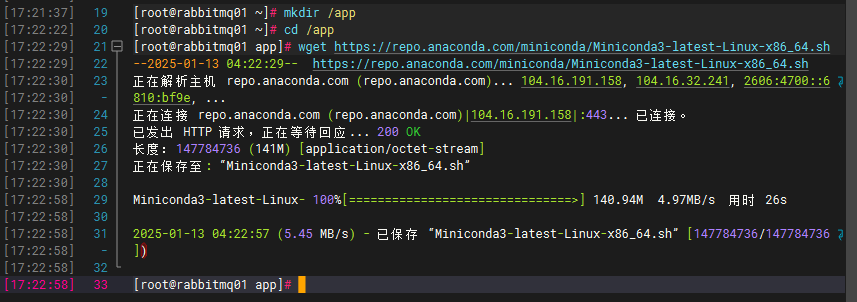 [17:21:37] 19 [root@rabbitmq01 ~]# mkdir /app
[17:22:29] 20 [root@rabbitmq01 ~]# cd /app
[17:22:29] 21 [root@rabbitmq01 app]# wget https://repo.anaconda.com/miniconda/Miniconda3-latest-Linux-x86_64.sh
[17:22:29] 22 --2025-01-13 04:22:29-- https://repo.anaconda.com/miniconda/Miniconda3-latest-Linux-x86_64.sh
[17:22:30] 23 正在解析主机 repo.anaconda.com (repo.anaconda.com)... 104.16.191.158, 104.16.32.241, 2606:4700::6
[17:22:30] - 810:bf9e, ...
[17:22:30] 24 正在连接 repo.anaconda.com (repo.anaconda.com)|104.16.191.158|:443... 已连接。
[17:22:30] 25 已发出 HTTP 请求，正在等待回应... 200 OK
[17:22:30] 26 长度：147784736 (141M) [application/octet-stream]
[17:22:30] 27 正在保存至: “Miniconda3-latest-Linux-x86_64.sh”
[17:22:30] 28
[17:22:58] 29 Miniconda3-latest-Linux- 100%[===============================>] 140.94M 4.97MB/s 用时 26s
[17:22:58] 30
[17:22:58] 31 2025-01-13 04:22:57 (5.45 MB/s) - 已保存 “Miniconda3-latest-Linux-x86_64.sh” [147784736/147784736
[17:22:58] - ])
[17:22:58] 32
[17:22:58] 33 [root@rabbitmq01 app]#